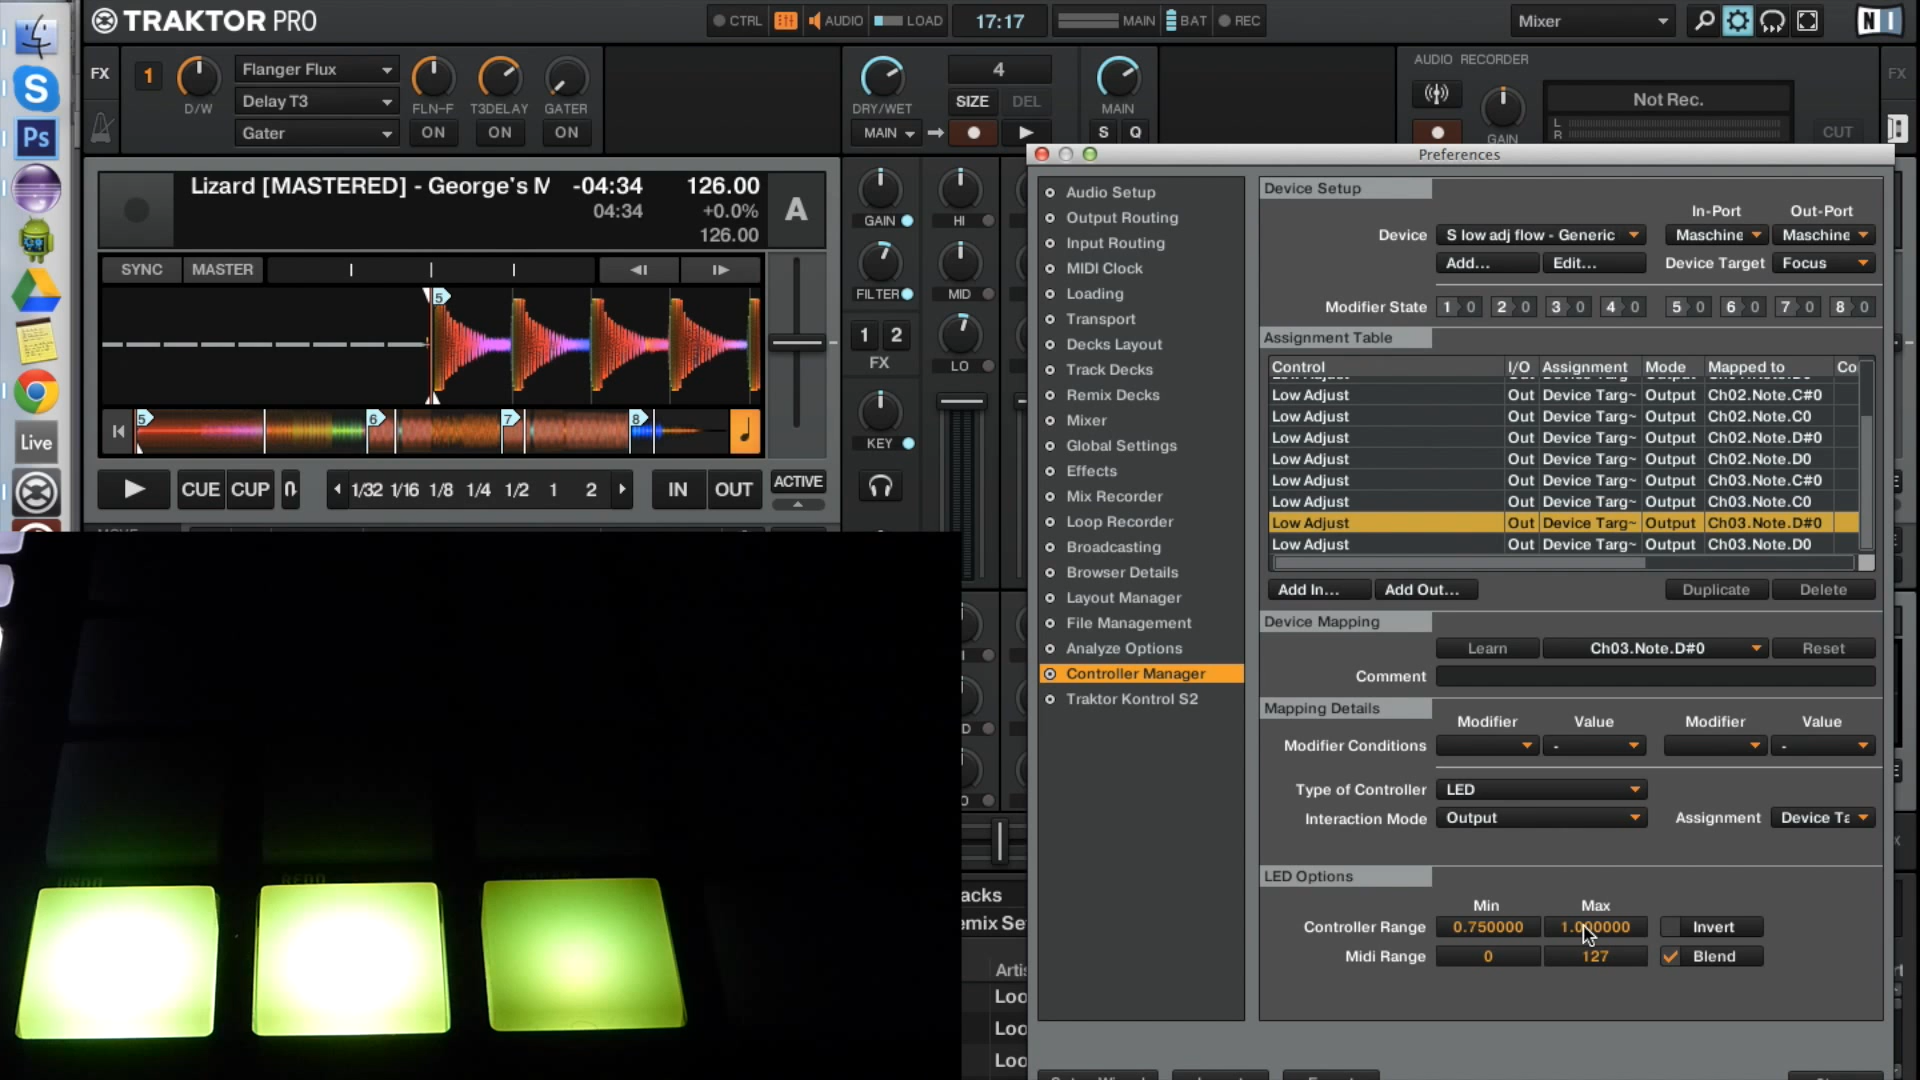 TRAKTOR PRO
CTRL AUDIO LOAD 17:17 MAIN BAT REC Mixer
FX 1 D/W
Flanger Flux
Delay T3
Gater
FLN-F T3DELAY GATER
ON ON ON
DRY/WET 4 SIZE DEL MAIN
MAIN S Q
AUDIO RECORDER
Not Rec.
L
R
GAIN CUT
FX
Ps
Live
Lizard [MASTERED] - George's M -04:34 126.00
04:34 +0.0%
126.00
A
SYNC MASTER
5
5 6 7 8
CUE CUP 1/32 1/16 1/8 1/4 1/2 1 2 IN OUT ACTIVE
GAIN HI
FILTER MID
1 2
FX LO
KEY
Preferences
Audio Setup
Output Routing
Input Routing
MIDI Clock
Loading
Transport
Decks Layout
Track Decks
Remix Decks
Mixer
Global Settings
Effects
Mix Recorder
Loop Recorder
Broadcasting
Browser Details
Layout Manager
File Management
Analyze Options
Controller Manager
Traktor Kontrol S2
Device Setup
In-Port Out-Port
Device S low adj flow - Generic Maschine Maschine
Add... Edit... Device Target Focus
Modifier State 1 0 2 0 3 0 4 0 5 0 6 0 7 0 8 0
Assignment Table
Control I/O Assignment Mode Mapped to Co
Low Adjust Out Device Targ~ Output Ch02.Note.C#0
Low Adjust Out Device Targ~ Output Ch02.Note.C0
Low Adjust Out Device Targ~ Output Ch02.Note.D#0
Low Adjust Out Device Targ~ Output Ch02.Note.D0
Low Adjust Out Device Targ~ Output Ch03.Note.C#0
Low Adjust Out Device Targ~ Output Ch03.Note.C0
Low Adjust Out Device Targ~ Output Ch03.Note.D#0
Low Adjust Out Device Targ~ Output Ch03.Note.D0
Add In... Add Out... Duplicate Delete
Device Mapping
Learn Ch03.Note.D#0 Reset
Comment
Mapping Details
Modifier Value Modifier Value
Modifier Conditions - -
Type of Controller LED
Interaction Mode Output Assignment Device Ta
LED Options
Min Max
Controller Range 0.750000 1.000000 Invert
Midi Range 0 127 Blend
acks
emix Se
Arti
Loo
Loo
Loo